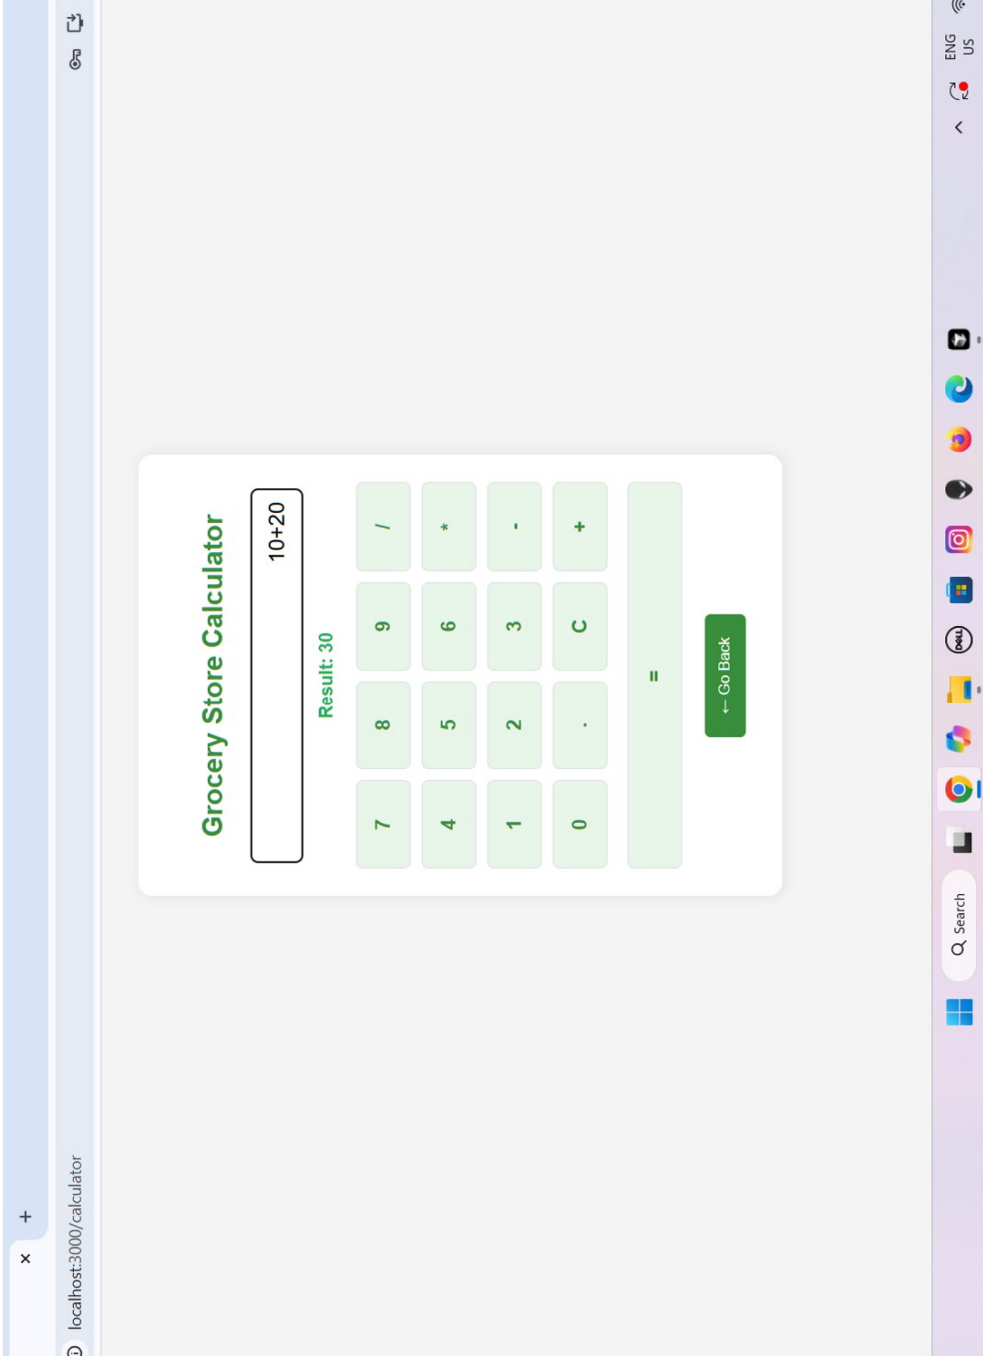 × +
localhost:3000/calculator
Grocery Store Calculator
10+20
Result: 30
7 8 9 /
4 5 6 *
1 2 3 -
0 . C +
=
← Go Back
Search
DELL
ENG
US